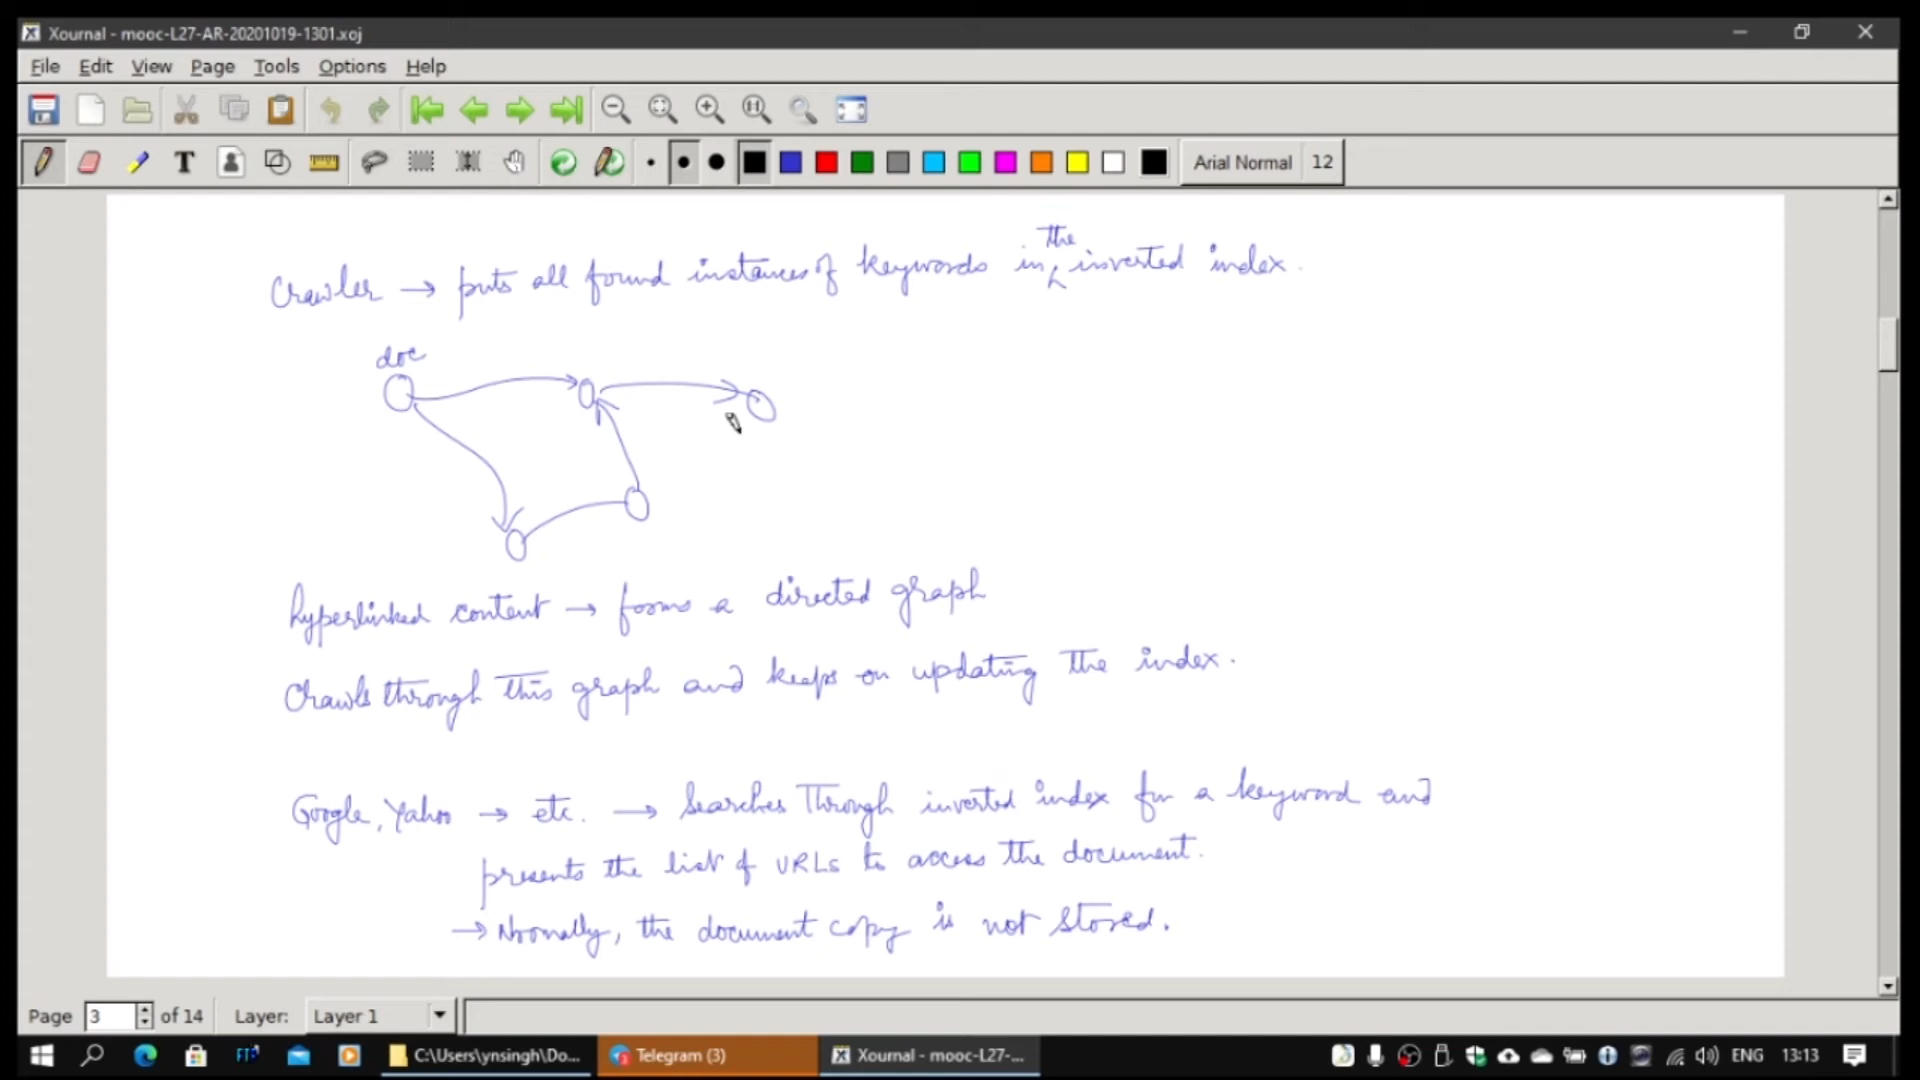 Xournal - mooc-L27-AR-20201019-1301.xoj
File Edit View Page Tools Options Help
T Arial Normal 12
the
Crawler → puts all found instances of keywords in inverted index.
doc
hyperlinked content → forms a directed graph
Crawls through this graph and keeps on updating the index.
Google, Yahoo → etc. → Searches Through inverted index for a keyword and
presents the list of URLs to access the document.
→ Normally, the document copy is not stored.
Page 3 of 14 Layer: Layer 1
C:\Users\ynsingh\Do... Telegram (3) Xournal - mooc-L27-... ENG 13:13